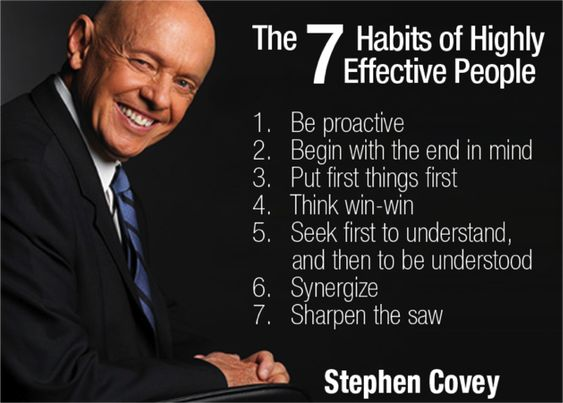 The 7 Habits of Highly
Effective People
1. Be proactive
2. Begin with the end in mind
3. Put first things first
4. Think win-win
5. Seek first to understand,
and then to be understood
6. Synergize
7. Sharpen the saw
Stephen Covey